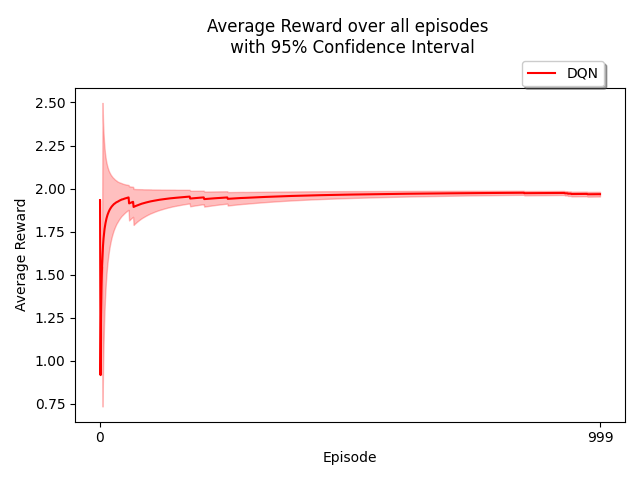 Average Reward over all episodes
with 95% Confidence Interval
DQN
2.50
2.25
2.00
1.75
1.50
1.25
1.00
0.75
Average Reward
0
999
Episode